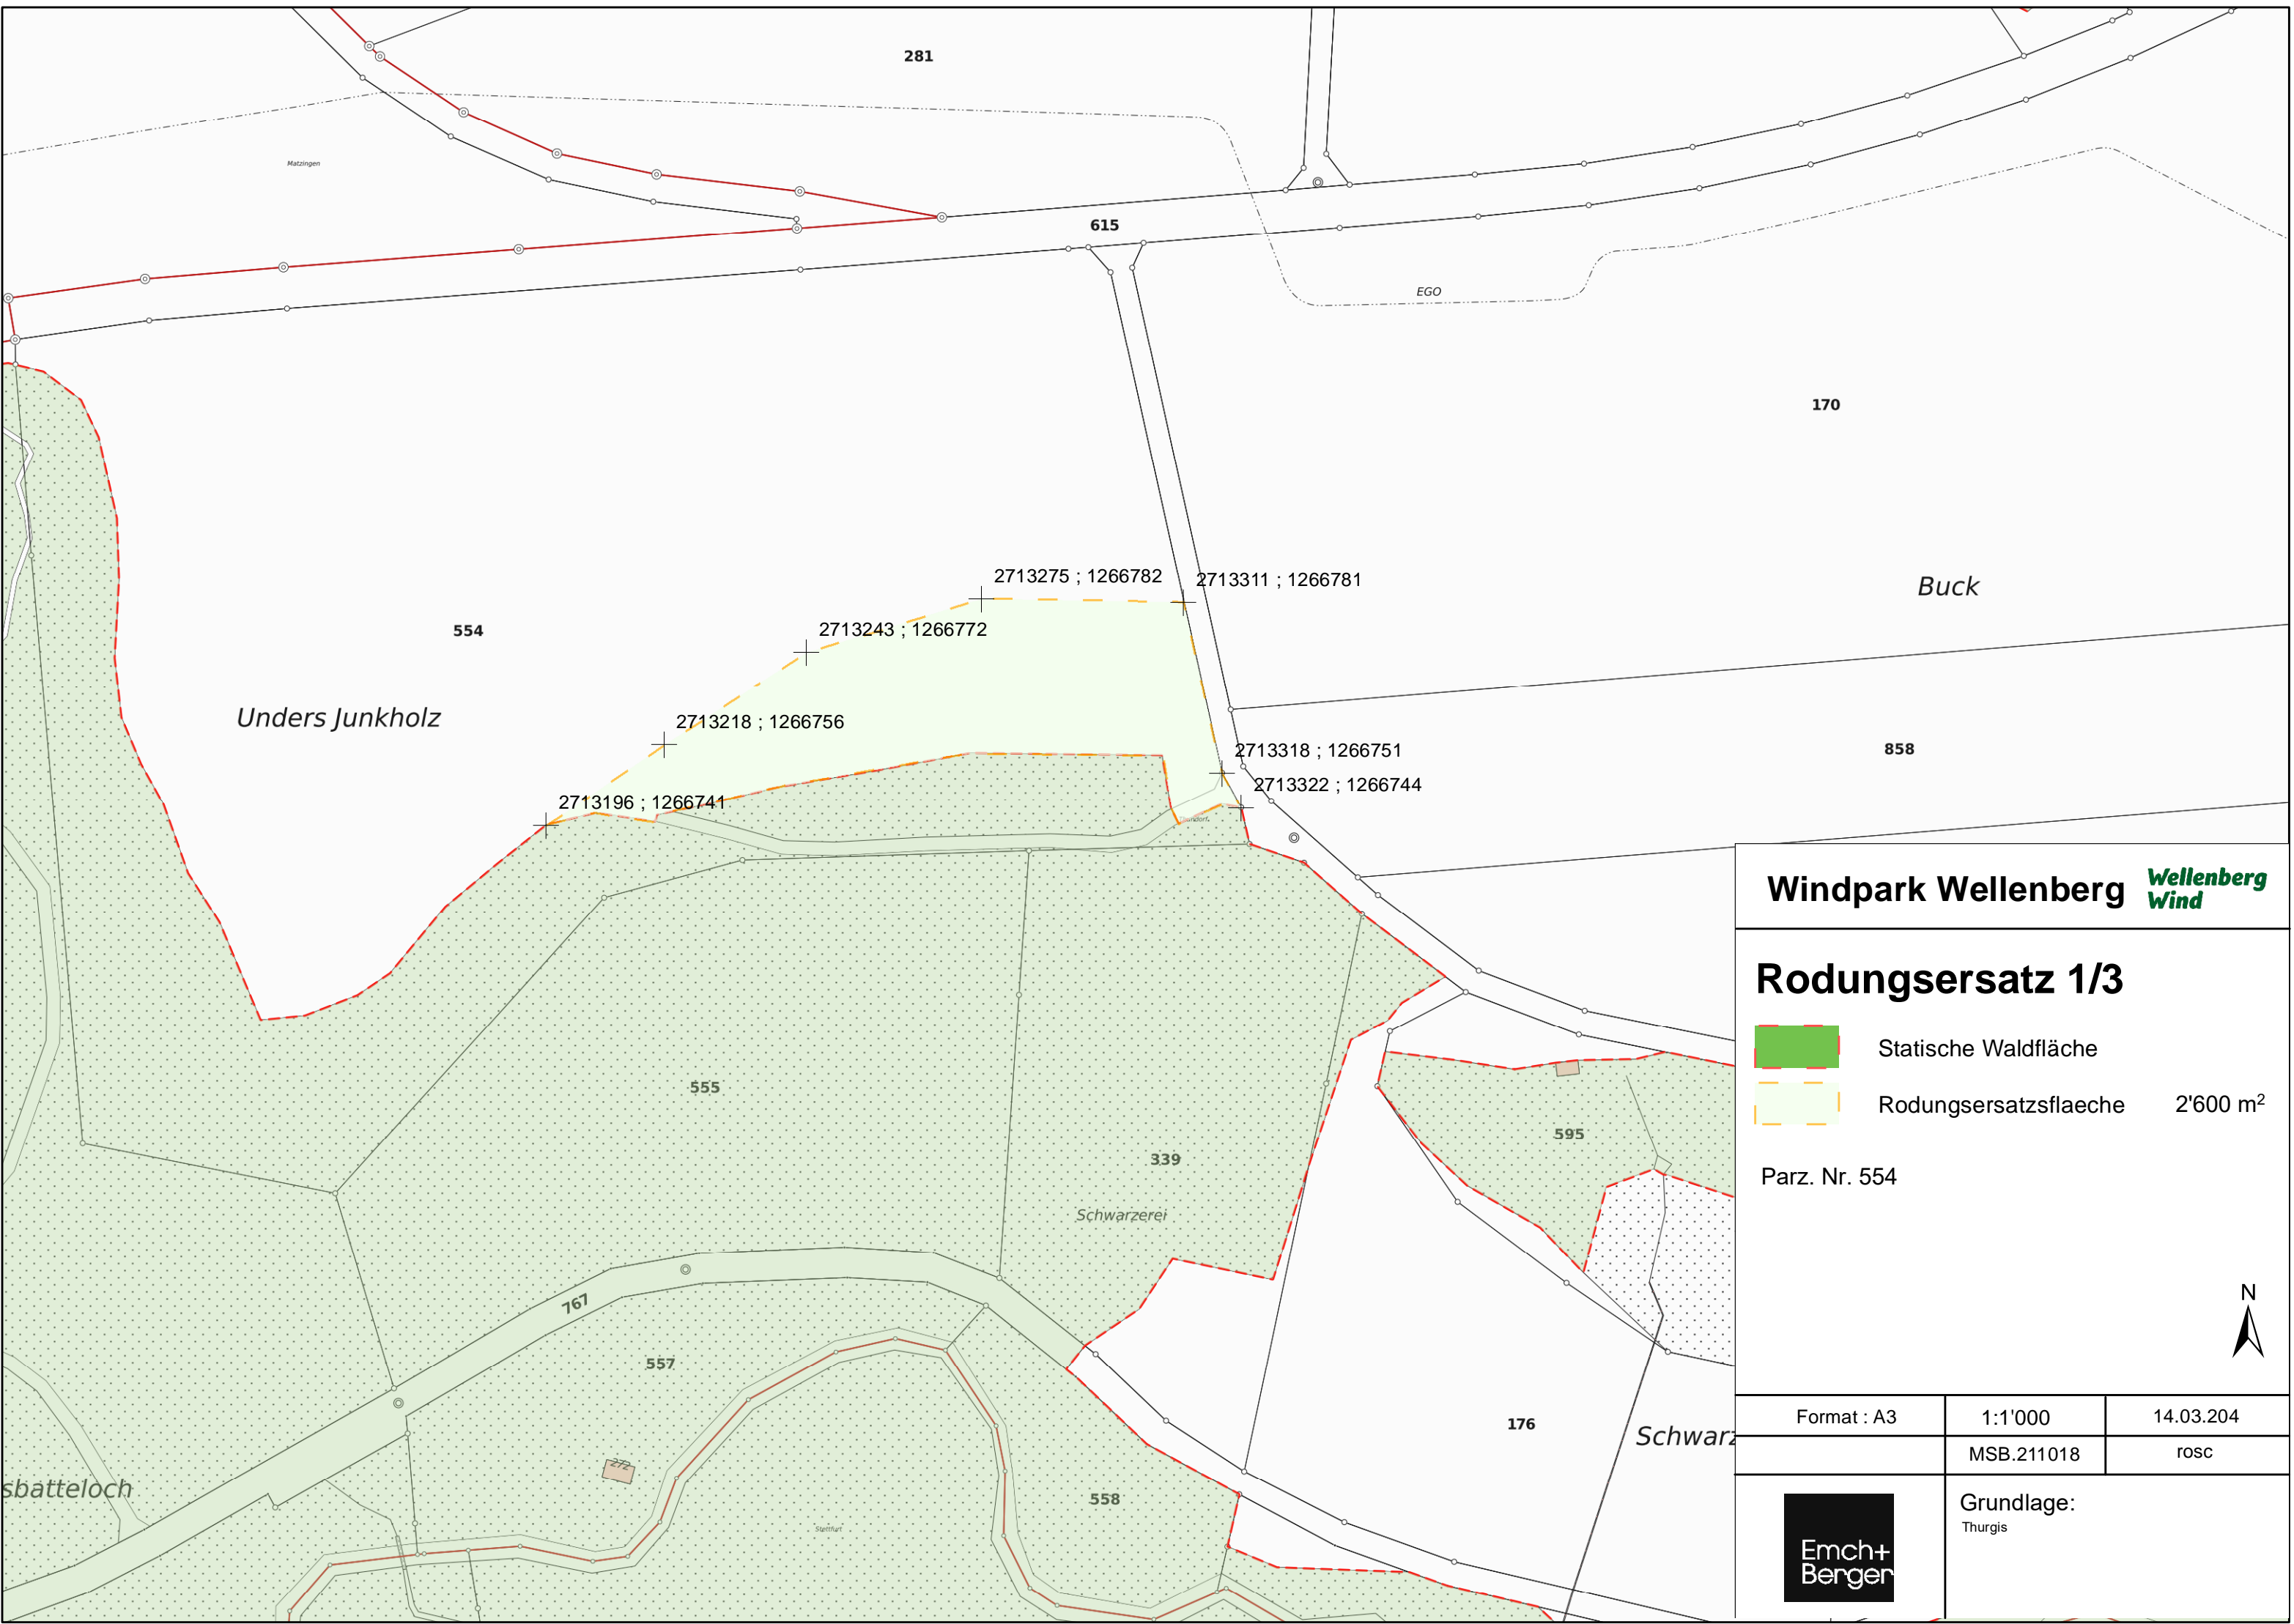 281
Matzingen
615
EGO
170
2713275 ; 1266782
2713311 ; 1266781
Buck
554
2713243 ; 1266772
Unders Junkholz
2713218 ; 1266756
2713318 ; 1266751
858
2713322 ; 1266744
2713196 ; 1266741
Thundorf
Windpark Wellenberg
Wellenberg
Wind
Rodungsersatz 1/3
Statische Waldfläche
Rodungsersatzsflaeche 2'600 m²
Parz. Nr. 554
555
595
339
Schwarzerei
N
767
557
176
Schwarz
Format : A3
1:1'000
14.03.204
MSB.211018
rosc
272
sbatteloch
558
Stettfurt
Grundlage:
Thurgis
Emch+
Berger